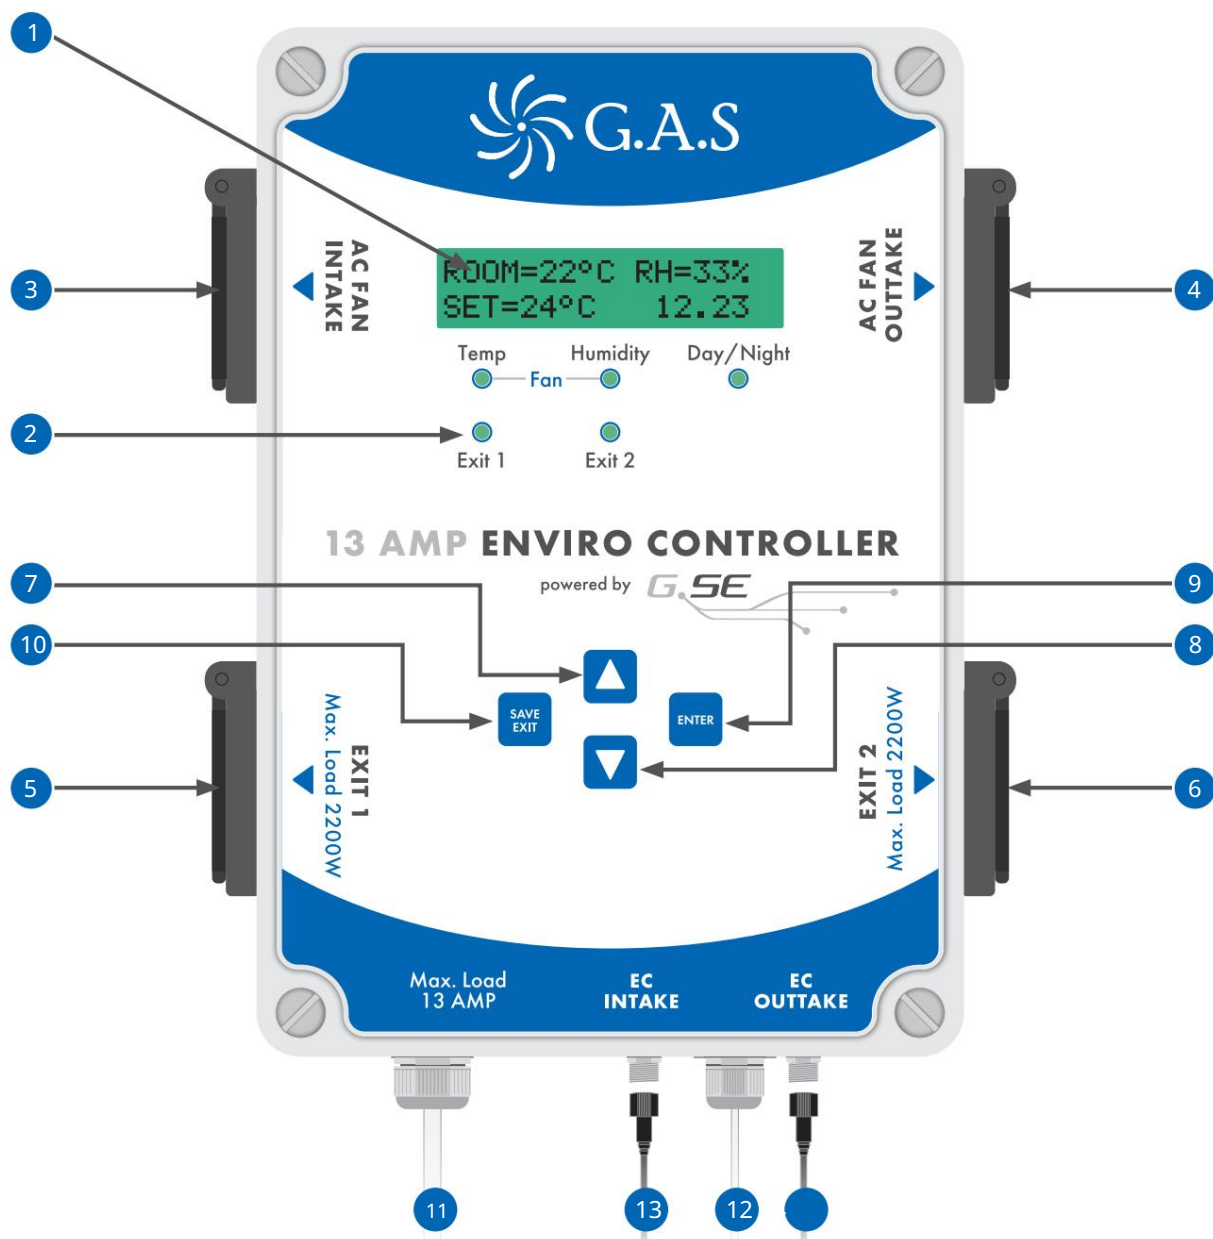 1
G.A.S
AC FAN
INTAKE
AC FAN
OUTTAKE
ROOM=22°C RH=33%
SET=24°C 12.23
3
4
Temp Humidity Day/Night
Fan
2
Exit 1 Exit 2
13 AMP ENVIRO CONTROLLER
powered by G.SE
7
9
10
8
SAVE
EXIT
ENTER
EXIT 1
Max. Load 2200W
EXIT 2
Max. Load 2200W
5
6
Max. Load
13 AMP
EC
INTAKE
EC
OUTTAKE
11
13
12